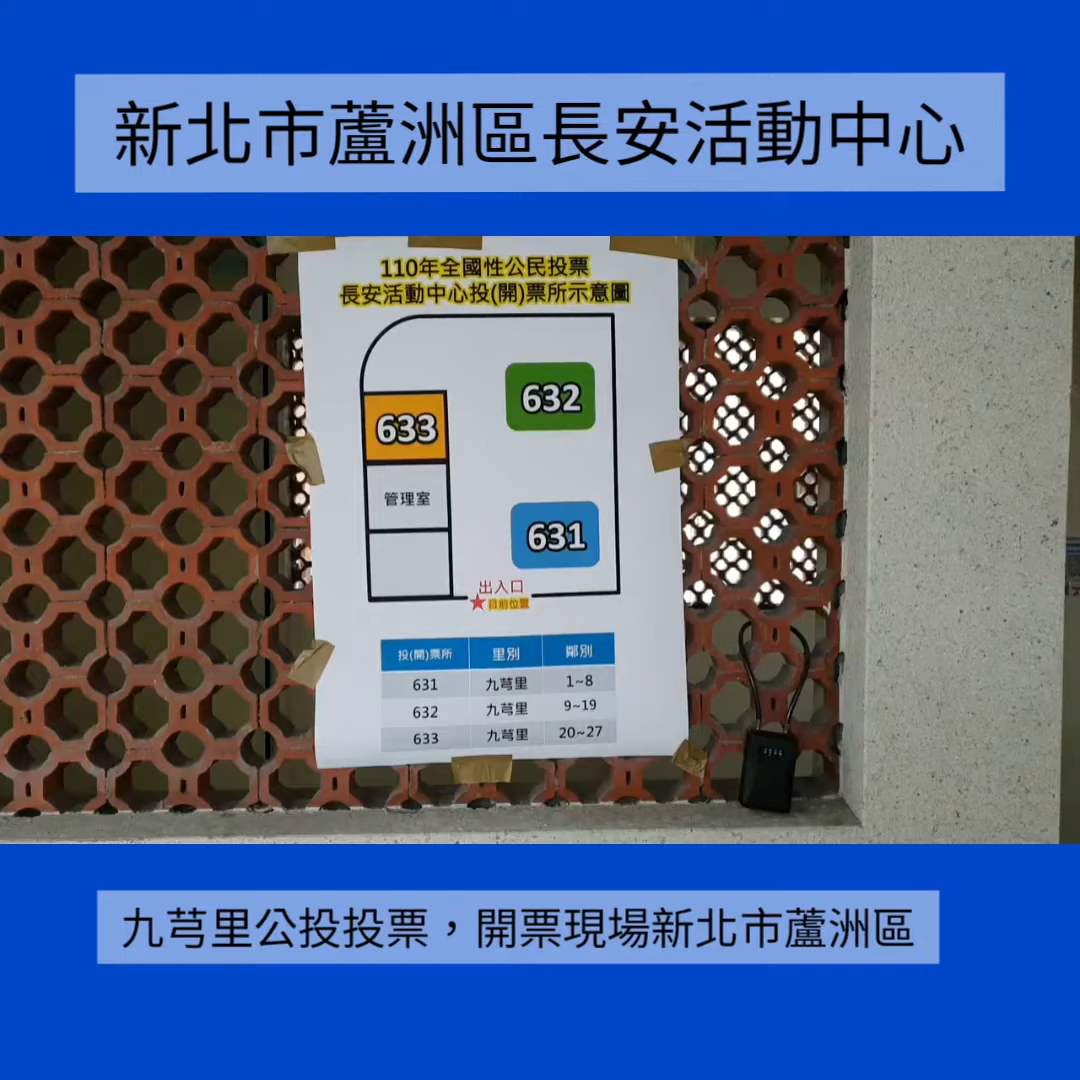 新北市蘆洲區長安活動中心
110年全國性公民投票
長安活動中心投(開)票所示意圖
632
633
管理室
631
出入口
目前位置
投(開)票所 里別 鄰別
631 九芎里 1~8
632 九芎里 9~19
633 九芎里 20~27
九芎里公投投票，開票現場新北市蘆洲區